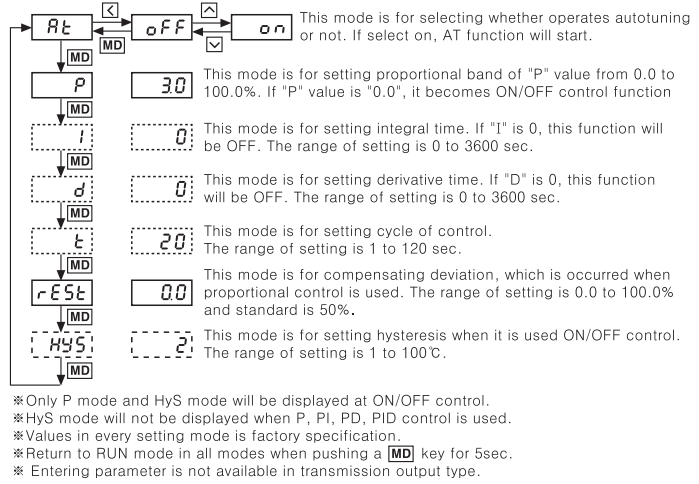 At < MD oFF ∧ ∨ on This mode is for selecting whether operates autotuning
or not. If select on, AT function will start.
MD
P 3.0 This mode is for setting proportional band of "P" value from 0.0 to
100.0%. If "P" value is "0.0", it becomes ON/OFF control function
MD
I 0 This mode is for setting integral time. If "I" is 0, this function will
be OFF. The range of setting is 0 to 3600 sec.
MD
d 0 This mode is for setting derivative time. If "D" is 0, this function
will be OFF. The range of setting is 0 to 3600 sec.
MD
t 20 This mode is for setting cycle of control.
The range of setting is 1 to 120 sec.
MD
rESt 0.0 This mode is for compensating deviation, which is occurred when
proportional control is used. The range of setting is 0.0 to 100.0%
and standard is 50%.
MD
HYS 2 This mode is for setting hysteresis when it is used ON/OFF control.
The range of setting is 1 to 100℃.
MD
※Only P mode and HyS mode will be displayed at ON/OFF control.
※HyS mode will not be displayed when P, PI, PD, PID control is used.
※Values in every setting mode is factory specification.
※Return to RUN mode in all modes when pushing a MD key for 5sec.
※ Entering parameter is not available in transmission output type.